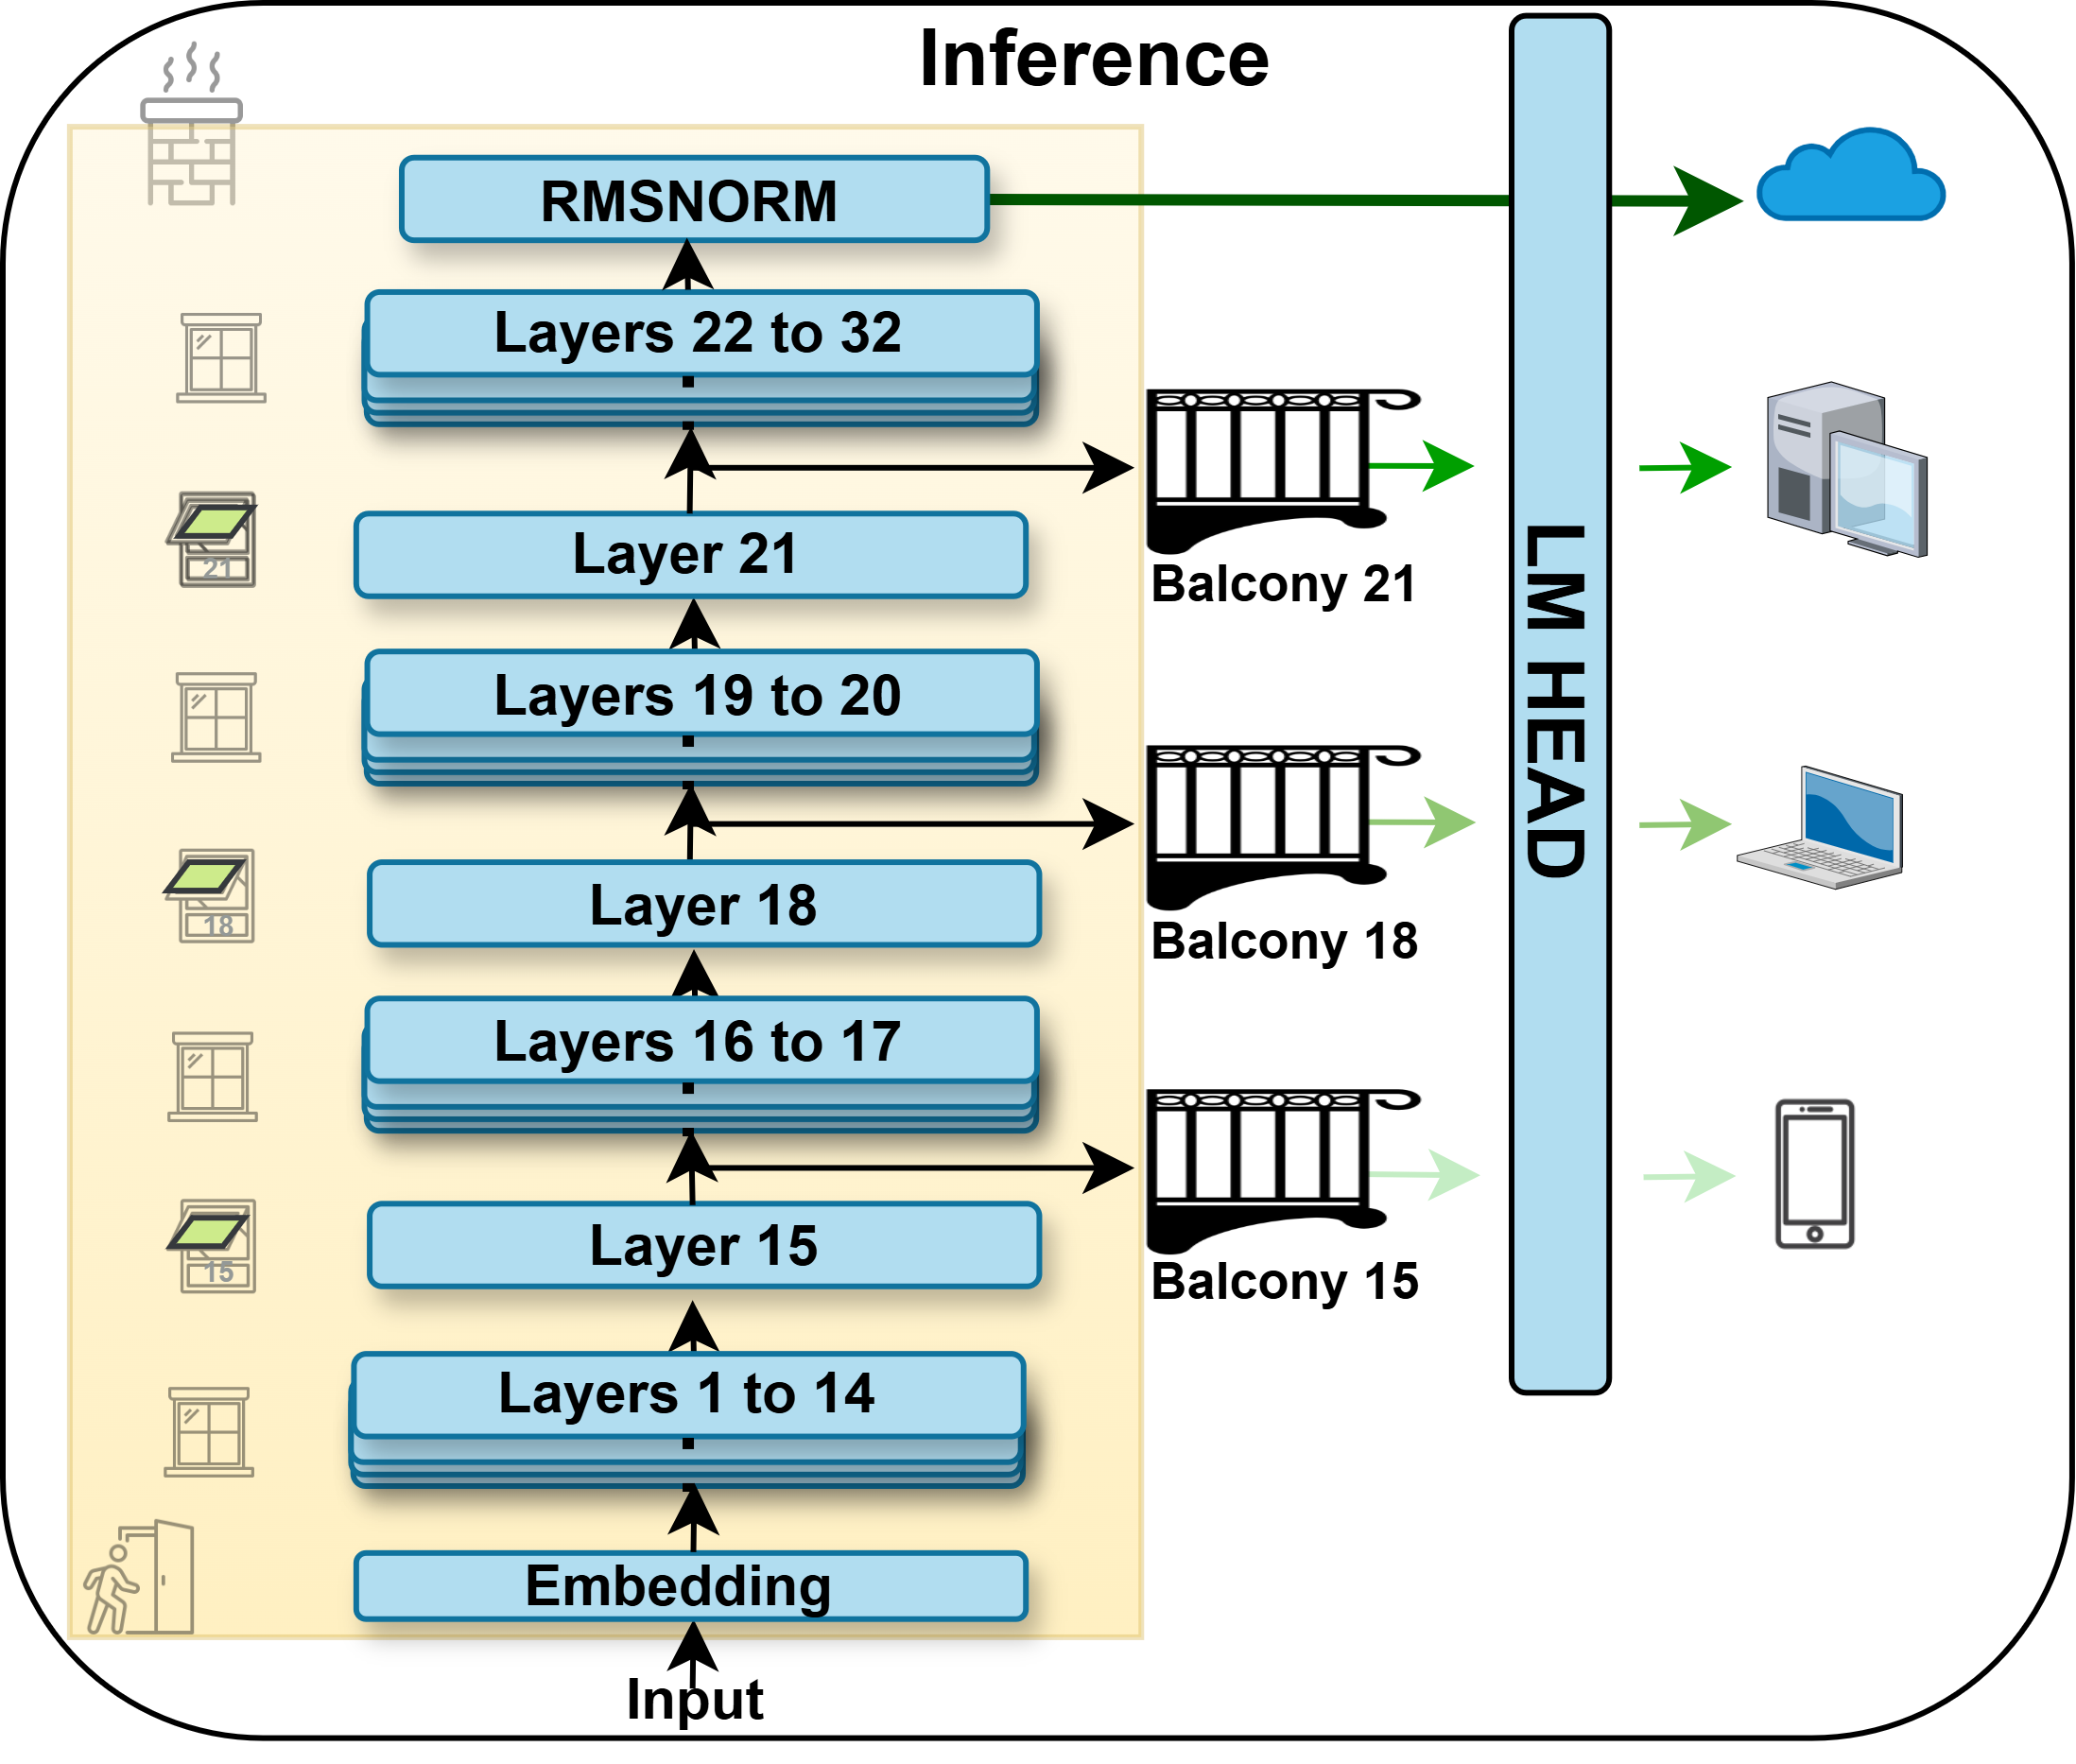 Inference
RMSNORM
Layers 22 to 32
Layer 21
21
Balcony 21
Layers 19 to 20
LM HEAD
Layer 18
18
Balcony 18
Layers 16 to 17
Layer 15
15
Balcony 15
Layers 1 to 14
Embedding
Input